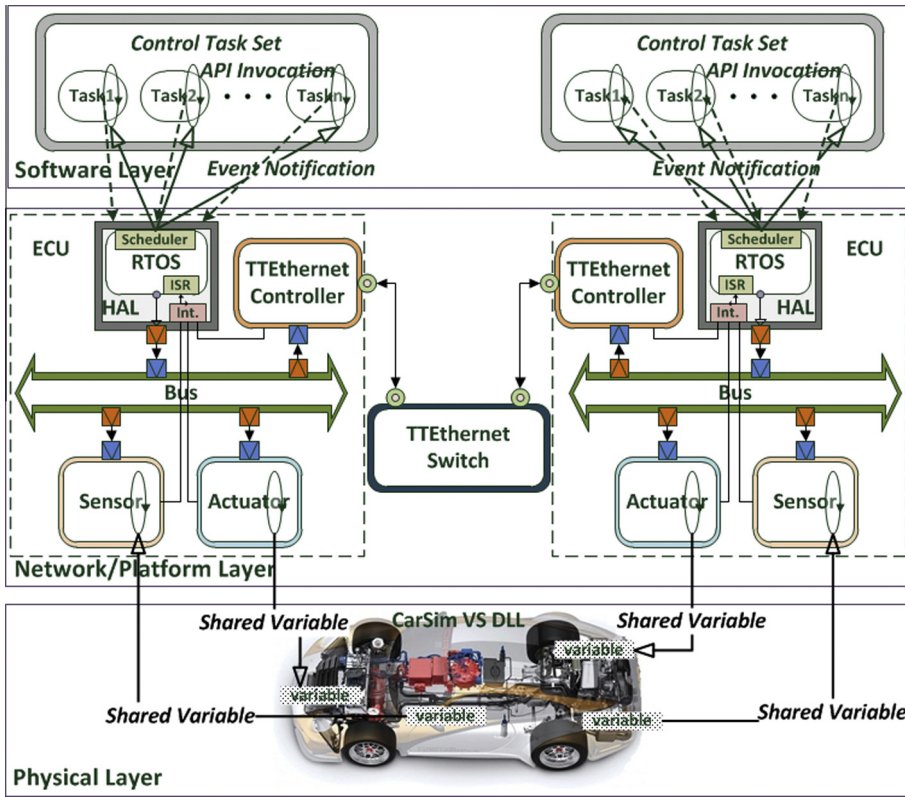 Control Task Set
API Invocation
Task1
Task2
• • •
Taskn
Software Layer
Event Notification
Control Task Set
API Invocation
Task1
Task2
• • •
Taskn
Event Notification
ECU
Scheduler
RTOS
ISR
HAL
Int.
TTEthernet
Controller
Bus
Sensor
Actuator
TTEthernet
Switch
TTEthernet
Controller
Scheduler
RTOS
ISR
Int.
HAL
ECU
Bus
Actuator
Sensor
Network/Platform Layer
Shared Variable
CarSim VS DLL
Shared Variable
variable
variable
Shared Variable
variable
variable
Shared Variable
Physical Layer